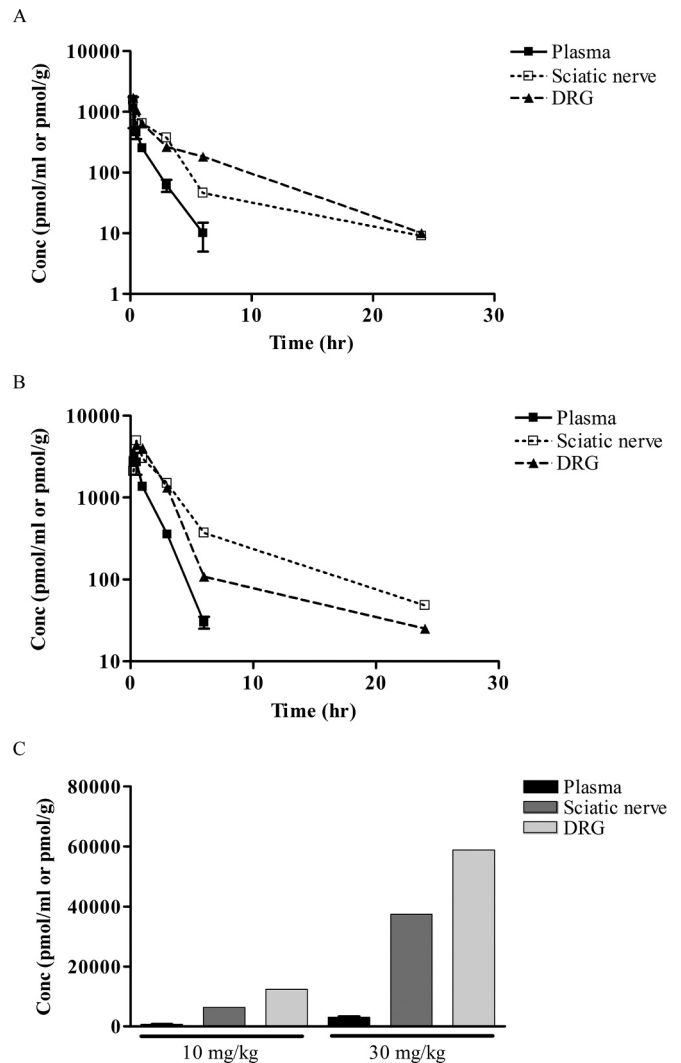 A
Conc (pmol/ml or pmol/g)
10000
1000
100
10
1
0
10
20
30
Time (hr)
Plasma
Sciatic nerve
DRG
B
Conc (pmol/ml or pmol/g)
10000
1000
100
10
0
10
20
30
Time (hr)
Plasma
Sciatic nerve
DRG
C
Conc (pmol/ml or pmol/g)
80000
60000
40000
20000
0
10 mg/kg
30 mg/kg
Plasma
Sciatic nerve
DRG